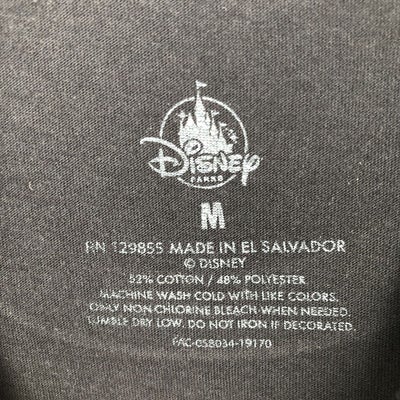 Disney
PARKS
M
RN 129855 MADE IN EL SALVADOR
© DISNEY
52% COTTON / 48% POLYESTER
MACHINE WASH COLD WITH LIKE COLORS.
ONLY NON-CHLORINE BLEACH WHEN NEEDED.
TUMBLE DRY LOW. DO NOT IRON IF DECORATED.
FAC-058034-19170